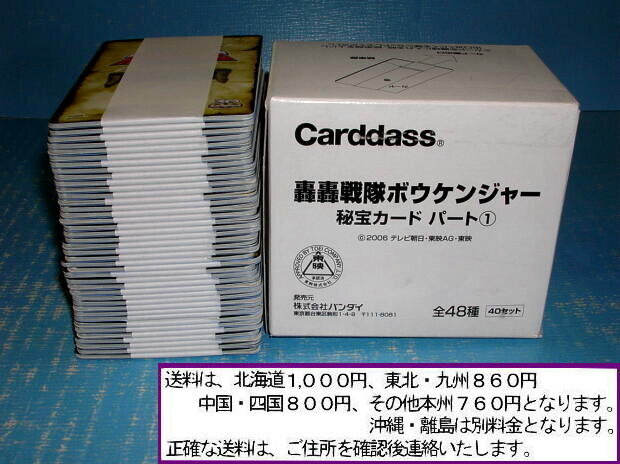 Carddass®
轟轟戦隊ボウケンジャー
秘宝カード パート①
©2006 テレビ朝日・東映AG・東映
APPROVED BY TOEI COMPANY, LTD.
東映
発売元
株式会社バンダイ
東京都台東区駒形1-4-8 〒111-8081
全48種
40セット
送料は、北海道1,000円、東北・九州860円
中国・四国800円、その他本州760円となります。
沖縄・離島は別料金となります。
正確な送料は、ご住所を確認後連絡いたします。